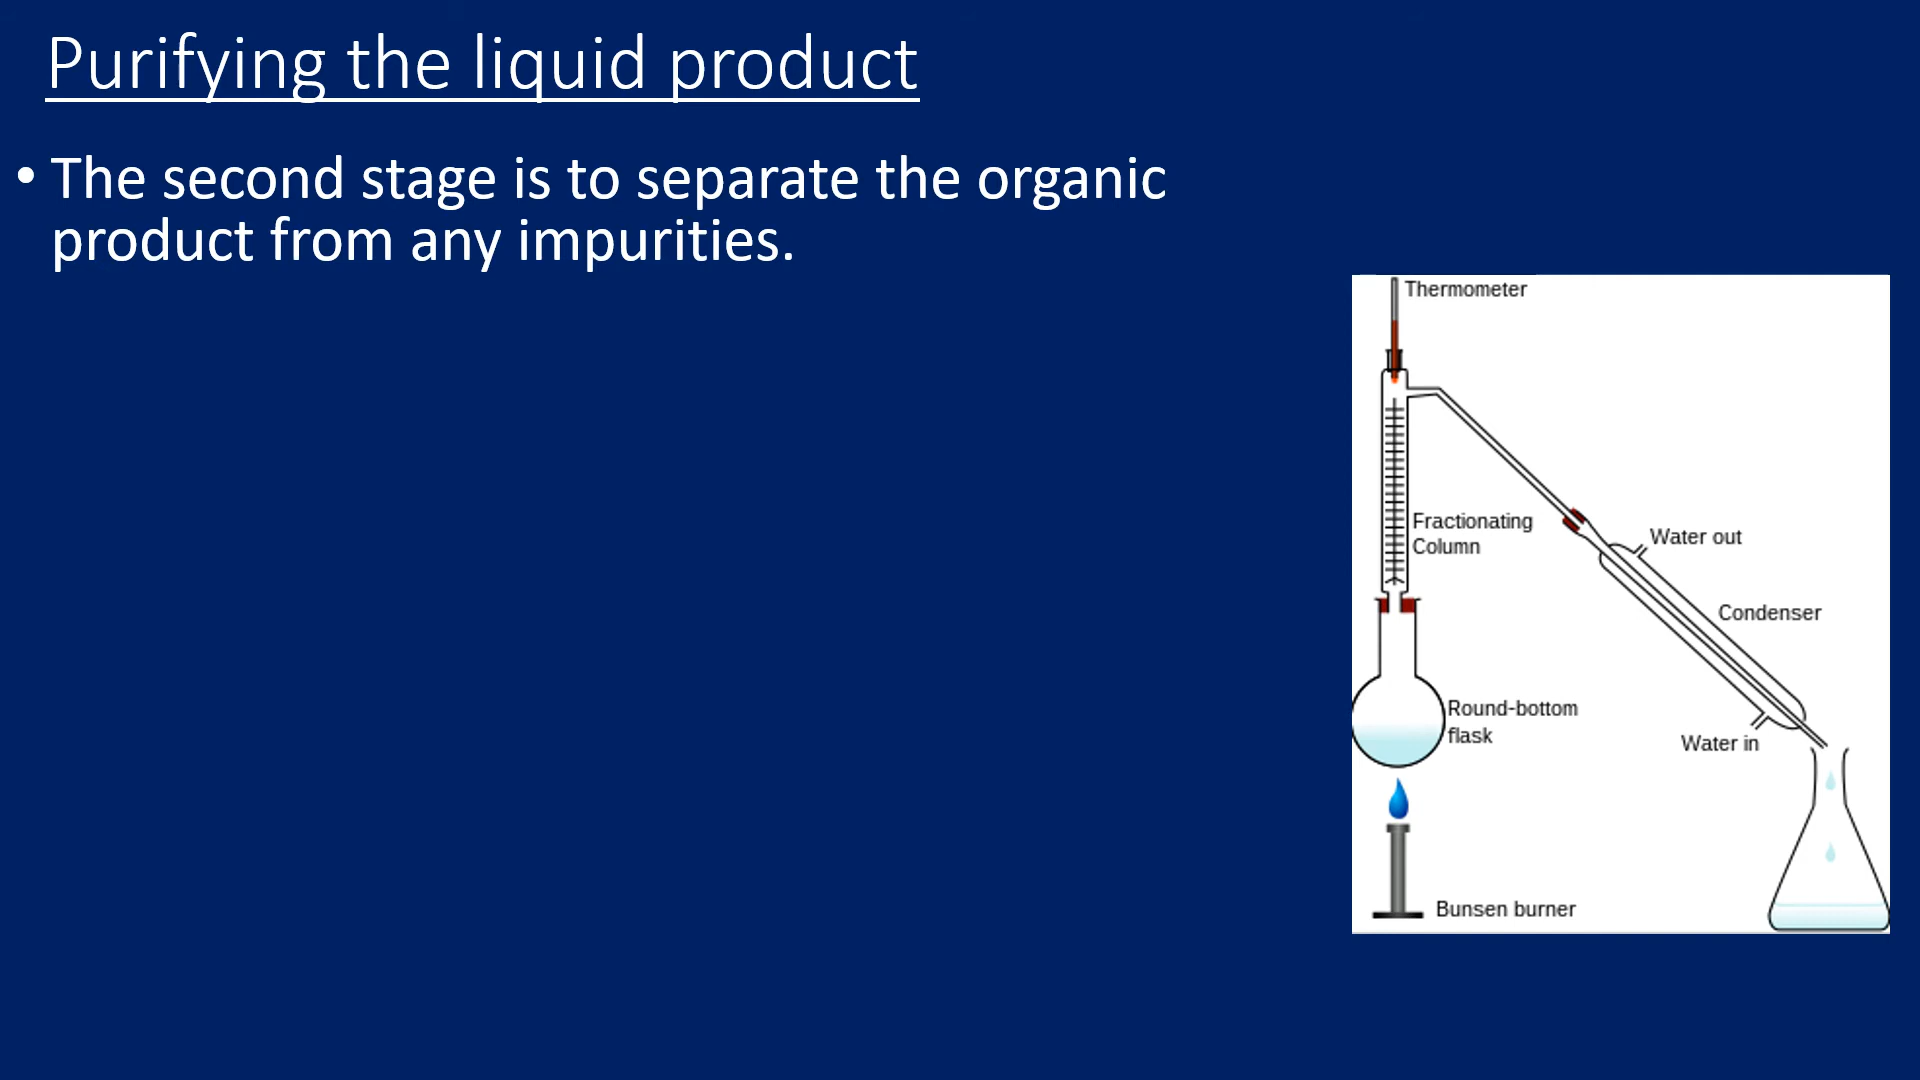 Purifying the liquid product
• The second stage is to separate the organic
product from any impurities.
Thermometer
Fractionating
Column
Water out
Condenser
Round-bottom
flask
Water in
Bunsen burner